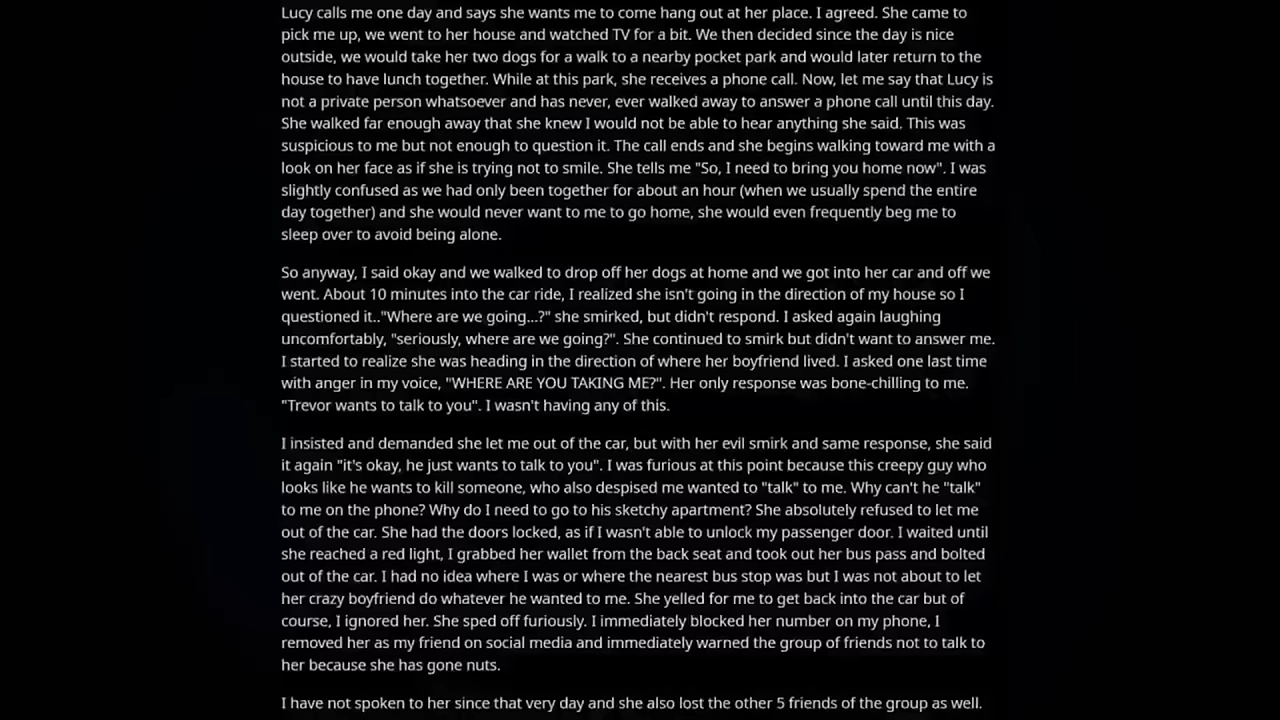 Lucy calls me one day and says she wants me to come hang out at her place. I agreed. She came to
pick me up, we went to her house and watched TV for a bit. We then decided since the day is nice
outside, we would take her two dogs for a walk to a nearby pocket park and would later return to the
house to have lunch together. While at this park, she receives a phone call. Now, let me say that Lucy is
not a private person whatsoever and has never, ever walked away to answer a phone call until this day.
She walked far enough away that she knew I would not be able to hear anything she said. This was
suspicious to me but not enough to question it. The call ends and she begins walking toward me with a
look on her face as if she is trying not to smile. She tells me "So, I need to bring you home now". I was
slightly confused as we had only been together for about an hour (when we usually spend the entire
day together) and she would never want to me to go home, she would even frequently beg me to
sleep over to avoid being alone.
So anyway, I said okay and we walked to drop off her dogs at home and we got into her car and off we
went. About 10 minutes into the car ride, I realized she isn't going in the direction of my house so I
questioned it.."Where are we going...?" she smirked, but didn't respond. I asked again laughing
uncomfortably, "seriously, where are we going?". She continued to smirk but didn't want to answer me.
I started to realize she was heading in the direction of where her boyfriend lived. I asked one last time
with anger in my voice, "WHERE ARE YOU TAKING ME?". Her only response was bone-chilling to me.
"Trevor wants to talk to you". I wasn't having any of this.
I insisted and demanded she let me out of the car, but with her evil smirk and same response, she said
it again "it's okay, he just wants to talk to you". I was furious at this point because this creepy guy who
looks like he wants to kill someone, who also despised me wanted to "talk" to me. Why can't he "talk"
to me on the phone? Why do I need to go to his sketchy apartment? She absolutely refused to let me
out of the car. She had the doors locked, as if I wasn't able to unlock my passenger door. I waited until
she reached a red light, I grabbed her wallet from the back seat and took out her bus pass and bolted
out of the car. I had no idea where I was or where the nearest bus stop was but I was not about to let
her crazy boyfriend do whatever he wanted to me. She yelled for me to get back into the car but of
course, I ignored her. She sped off furiously. I immediately blocked her number on my phone, I
removed her as my friend on social media and immediately warned the group of friends not to talk to
her because she has gone nuts.
I have not spoken to her since that very day and she also lost the other 5 friends of the group as well.